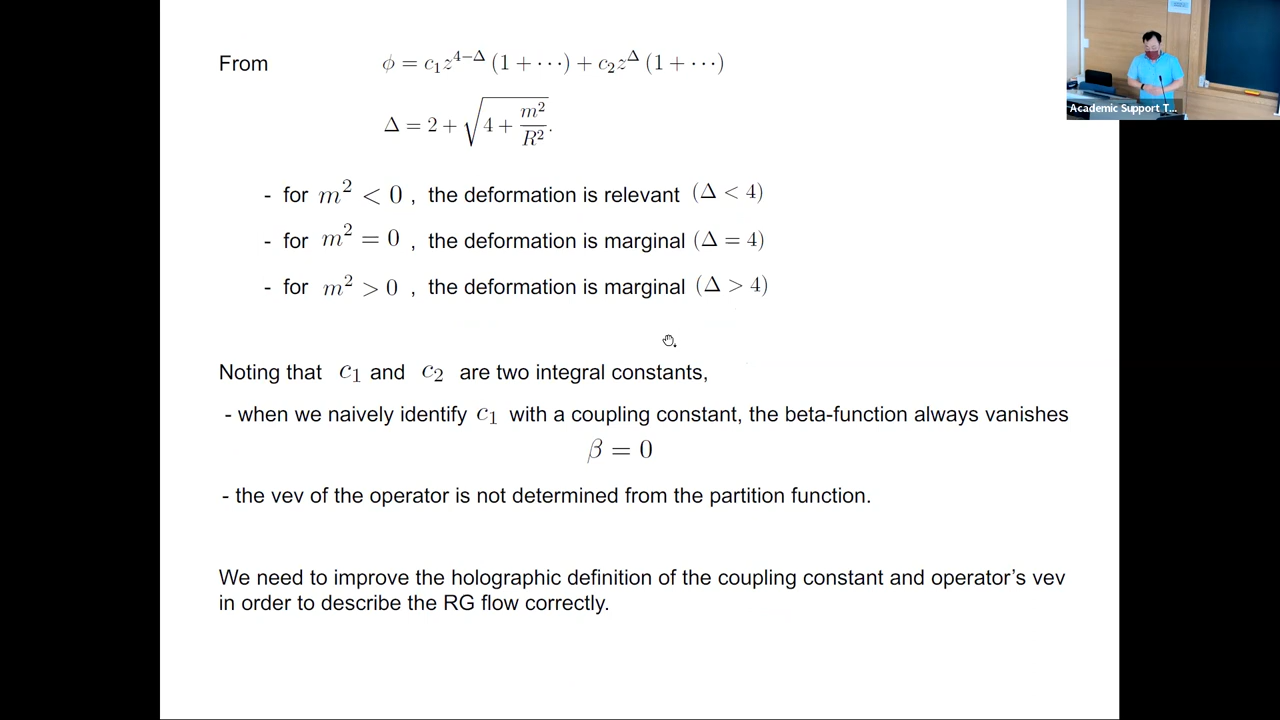 From ϕ = c₁z^{4−Δ} (1 + ⋯) + c₂z^{Δ} (1 + ⋯)
Δ = 2 + √(4 + m²/R²).
- for m² < 0 , the deformation is relevant (Δ < 4)
- for m² = 0 , the deformation is marginal (Δ = 4)
- for m² > 0 , the deformation is marginal (Δ > 4)
Noting that c₁ and c₂ are two integral constants,
- when we naively identify c₁ with a coupling constant, the beta-function always vanishes
β = 0
- the vev of the operator is not determined from the partition function.
We need to improve the holographic definition of the coupling constant and operator's vev
in order to describe the RG flow correctly.
Academic Support T...